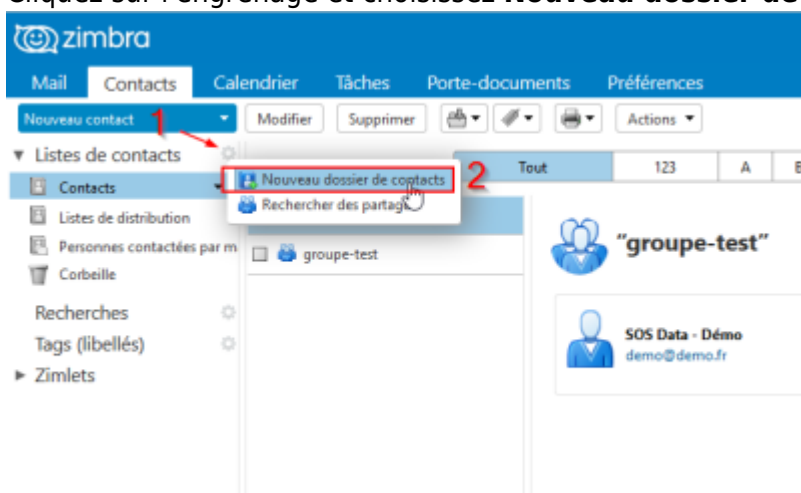 Cliquez sur l'engrenage et choisissez Nouveau dossier de
zimbra
Mail Contacts Calendrier Tâches Porte-documents Préférences
Nouveau contact 1 Modifier Supprimer Actions
Listes de contacts
Tout 123 A
Contacts
Nouveau dossier de contacts 2
Listes de distribution
Rechercher des
Personnes contactées par m
groupe-test
"groupe-test"
Corbeille
Recherches
Tags (libellés)
SOS Data - Démo
demo@demo.fr
Zimlets